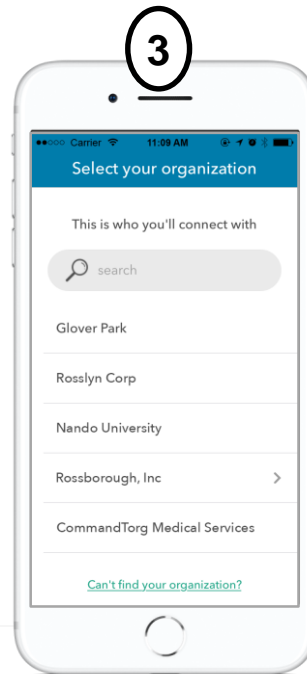 3
Carrier 11:09 AM
Select your organization
This is who you'll connect with
search
Glover Park
Rosslyn Corp
Nando University
Rossborough, Inc
CommandTorg Medical Services
Can't find your organization?